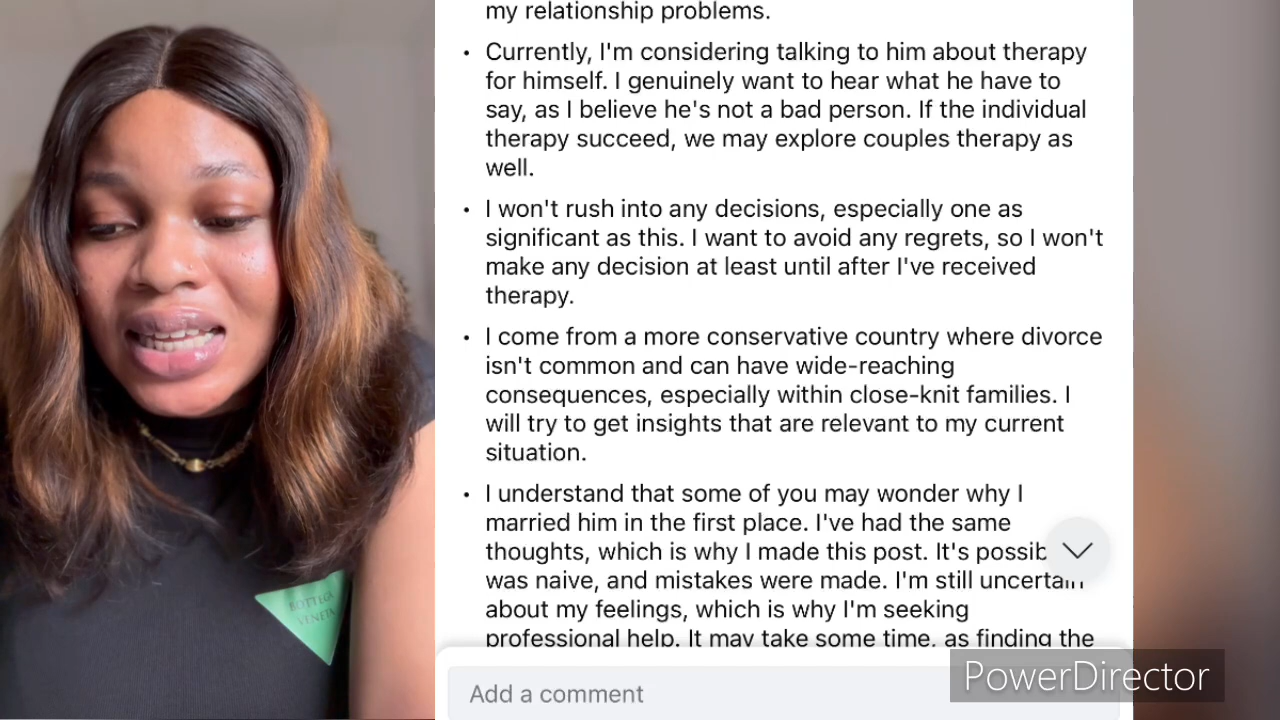 my relationship problems.
• Currently, I'm considering talking to him about therapy
for himself. I genuinely want to hear what he have to
say, as I believe he's not a bad person. If the individual
therapy succeed, we may explore couples therapy as
well.
• I won't rush into any decisions, especially one as
significant as this. I want to avoid any regrets, so I won't
make any decision at least until after I've received
therapy.
• I come from a more conservative country where divorce
isn't common and can have wide-reaching
consequences, especially within close-knit families. I
will try to get insights that are relevant to my current
situation.
• I understand that some of you may wonder why I
married him in the first place. I've had the same
thoughts, which is why I made this post. It's
was naive, and mistakes were made. I'm still uncertain
about my feelings, which is why I'm seeking
professional help. It may take some time, as finding the
Add a comment
PowerDirector
BOTTEGA
VENETA